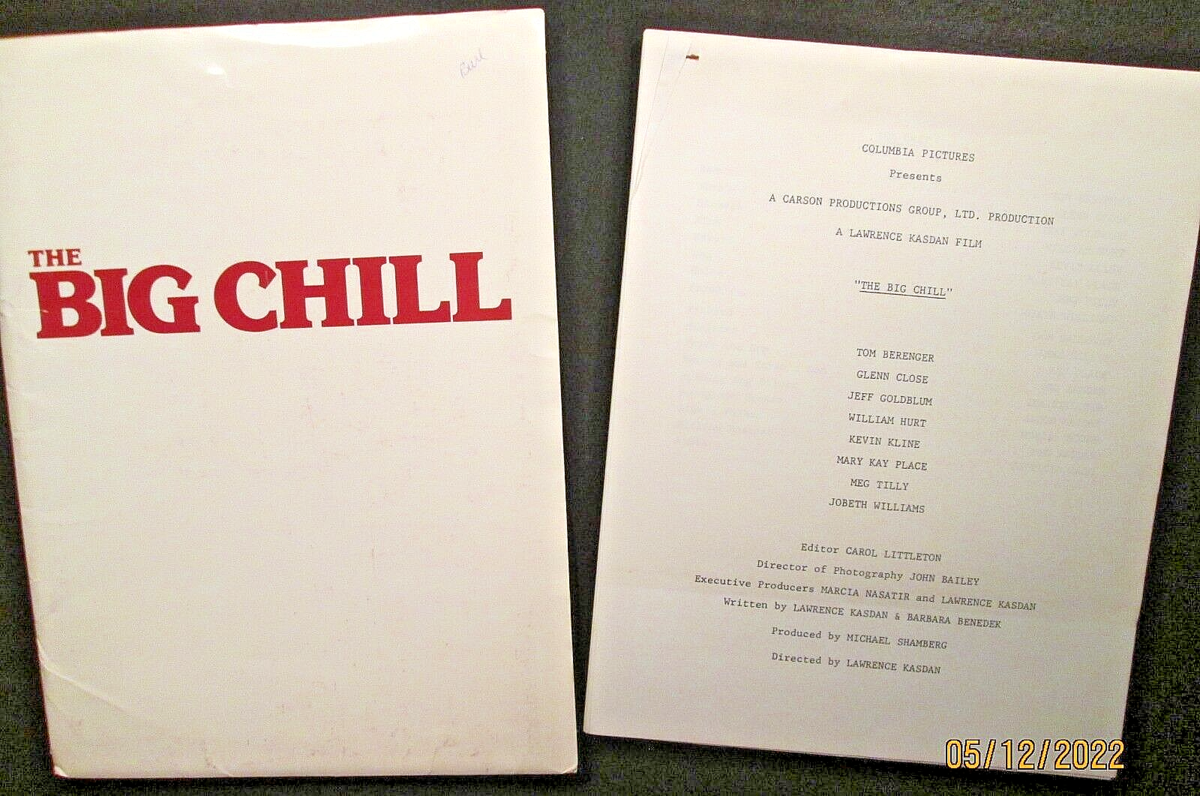 THE
BIG CHILL
COLUMBIA PICTURES
Presents
A CARSON PRODUCTIONS GROUP, LTD. PRODUCTION
A LAWRENCE KASDAN FILM
"THE BIG CHILL"
TOM BERENGER
GLENN CLOSE
JEFF GOLDBLUM
WILLIAM HURT
KEVIN KLINE
MARY KAY PLACE
MEG TILLY
JOBETH WILLIAMS
Editor CAROL LITTLETON
Director of Photography JOHN BAILEY
Executive Producers MARCIA NASATIR and LAWRENCE KASDAN
Written by LAWRENCE KASDAN & BARBARA BENEDEK
Produced by MICHAEL SHAMBERG
Directed by LAWRENCE KASDAN
05/12/2022